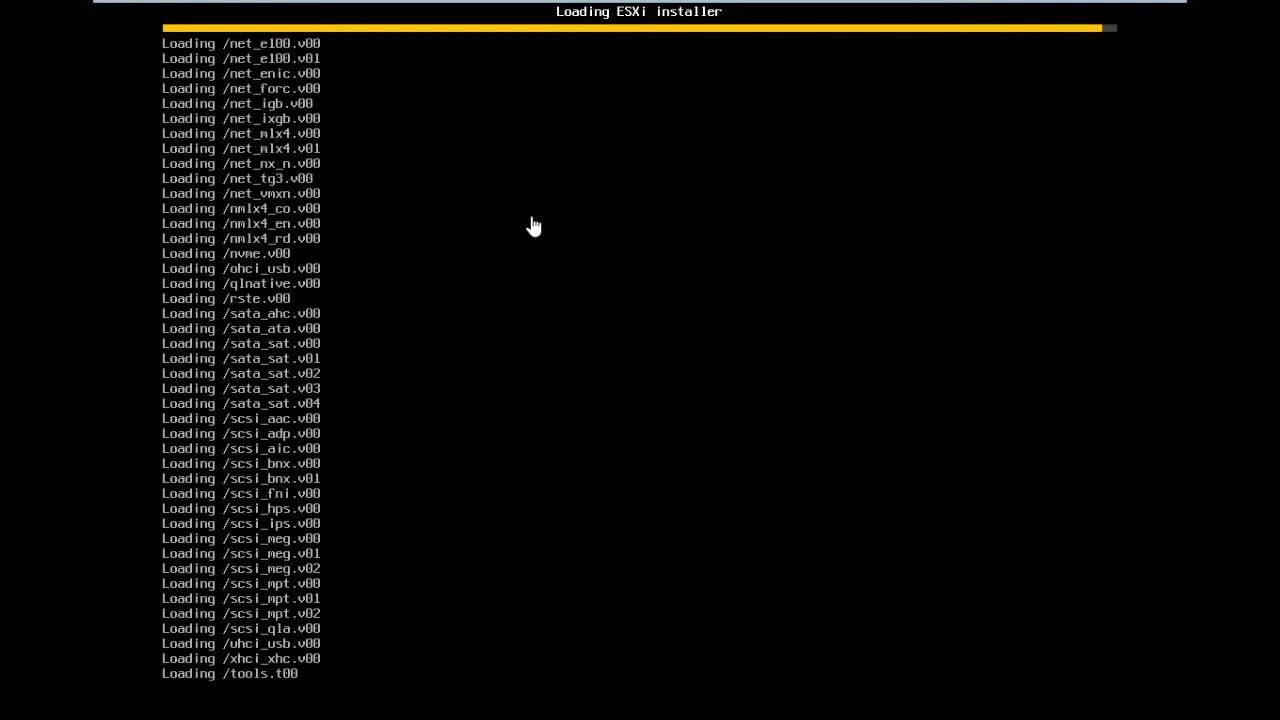 Loading ESXi installer
Loading /net_e100.v00
Loading /net_e100.v01
Loading /net_enic.v00
Loading /net_forc.v00
Loading /net_igb.v00
Loading /net_ixgb.v00
Loading /net_mlx4.v00
Loading /net_mlx4.v01
Loading /net_nx_n.v00
Loading /net_tg3.v00
Loading /net_vmxn.v00
Loading /nmlx4_co.v00
Loading /nmlx4_en.v00
Loading /nmlx4_rd.v00
Loading /nvme.v00
Loading /ohci_usb.v00
Loading /qlnative.v00
Loading /rste.v00
Loading /sata_ahc.v00
Loading /sata_ata.v00
Loading /sata_sat.v00
Loading /sata_sat.v01
Loading /sata_sat.v02
Loading /sata_sat.v03
Loading /sata_sat.v04
Loading /scsi_aac.v00
Loading /scsi_adp.v00
Loading /scsi_aic.v00
Loading /scsi_bnx.v00
Loading /scsi_bnx.v01
Loading /scsi_fni.v00
Loading /scsi_hps.v00
Loading /scsi_ips.v00
Loading /scsi_meg.v00
Loading /scsi_meg.v01
Loading /scsi_meg.v02
Loading /scsi_mpt.v00
Loading /scsi_mpt.v01
Loading /scsi_mpt.v02
Loading /scsi_qla.v00
Loading /uhci_usb.v00
Loading /xhci_xhc.v00
Loading /tools.t00